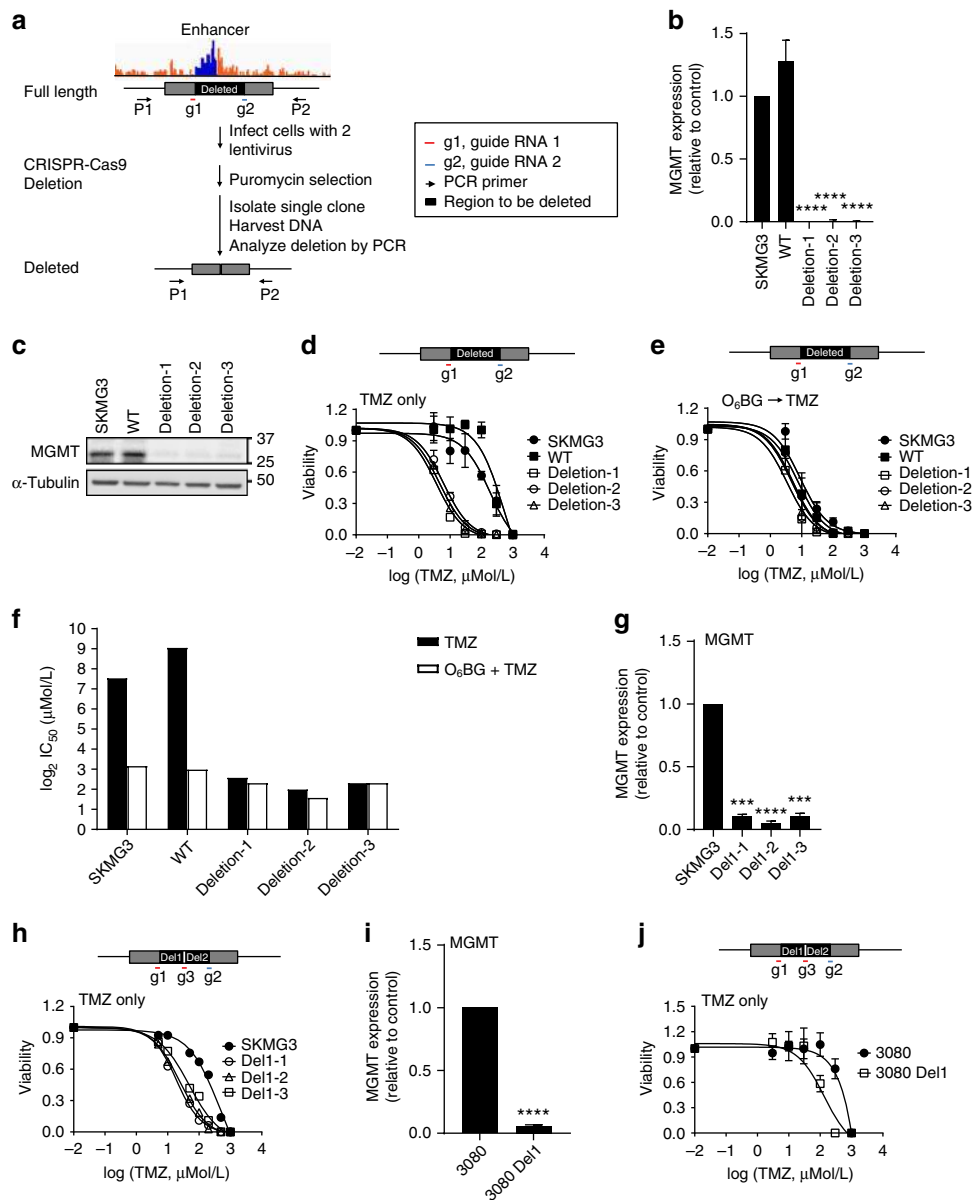 a
Enhancer
Full length
Deleted
P1
g1
g2
P2
Infect cells with 2
lentivirus
CRISPR-Cas9
Deletion
Puromycin selection
Isolate single clone
Harvest DNA
Analyze deletion by PCR
Deleted
P1
P2
g1, guide RNA 1
g2, guide RNA 2
PCR primer
Region to be deleted
b
MGMT expression
(relative to control)
1.5
1.0
0.5
0.0
****
****
****
SKMG3
WT
Deletion-1
Deletion-2
Deletion-3
c
SKMG3
WT
Deletion-1
Deletion-2
Deletion-3
MGMT
37
25
α-Tubulin
50
d
Deleted
g1
g2
TMZ only
Viability
1.2
0.9
0.6
0.3
0.0
SKMG3
WT
Deletion-1
Deletion-2
Deletion-3
–2 –1 0 1 2 3 4
log (TMZ, μMol/L)
e
Deleted
g1
g2
O6BG → TMZ
Viability
1.2
0.9
0.6
0.3
0.0
SKMG3
WT
Deletion-1
Deletion-2
Deletion-3
–2 –1 0 1 2 3 4
log (TMZ, μMol/L)
f
log2 IC50 (μMol/L)
10
9
8
7
6
5
4
3
2
1
0
TMZ
O6BG + TMZ
SKMG3
WT
Deletion-1
Deletion-2
Deletion-3
g
MGMT
MGMT expression
(relative to control)
1.5
1.0
0.5
0.0
***
****
***
SKMG3
Del1-1
Del1-2
Del1-3
h
Del1 Del2
g1 g3 g2
TMZ only
Viability
1.2
0.9
0.6
0.3
0.0
SKMG3
Del1-1
Del1-2
Del1-3
–2 –1 0 1 2 3 4
log (TMZ, μMol/L)
i
MGMT
MGMT expression
(relative to control)
1.5
1.0
0.5
0.0
****
3080
3080 Del1
j
Del1 Del2
g1 g3 g2
TMZ only
Viability
1.5
1.2
0.9
0.6
0.3
0.0
3080
3080 Del1
–2 –1 0 1 2 3 4
log (TMZ, μMol/L)